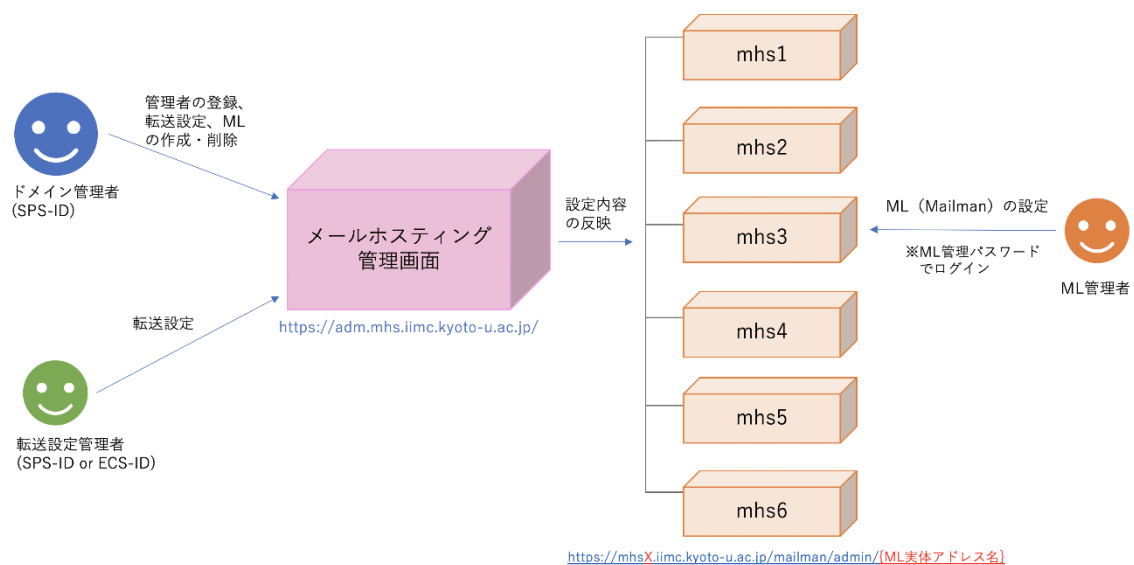 管理者の登録、
転送設定、ML
の作成・削除
ドメイン管理者
(SPS-ID)
メールホスティング
管理画面
https://adm.mhs.iimc.kyoto-u.ac.jp/
転送設定
転送設定管理者
(SPS-ID or ECS-ID)
設定内容
の反映
mhs1
mhs2
mhs3
mhs4
mhs5
mhs6
ML（Mailman）の設定
※ML管理パスワード
でログイン
ML管理者
https://mhsX.iimc.kyoto-u.ac.jp/mailman/admin/{ML実体アドレス名}